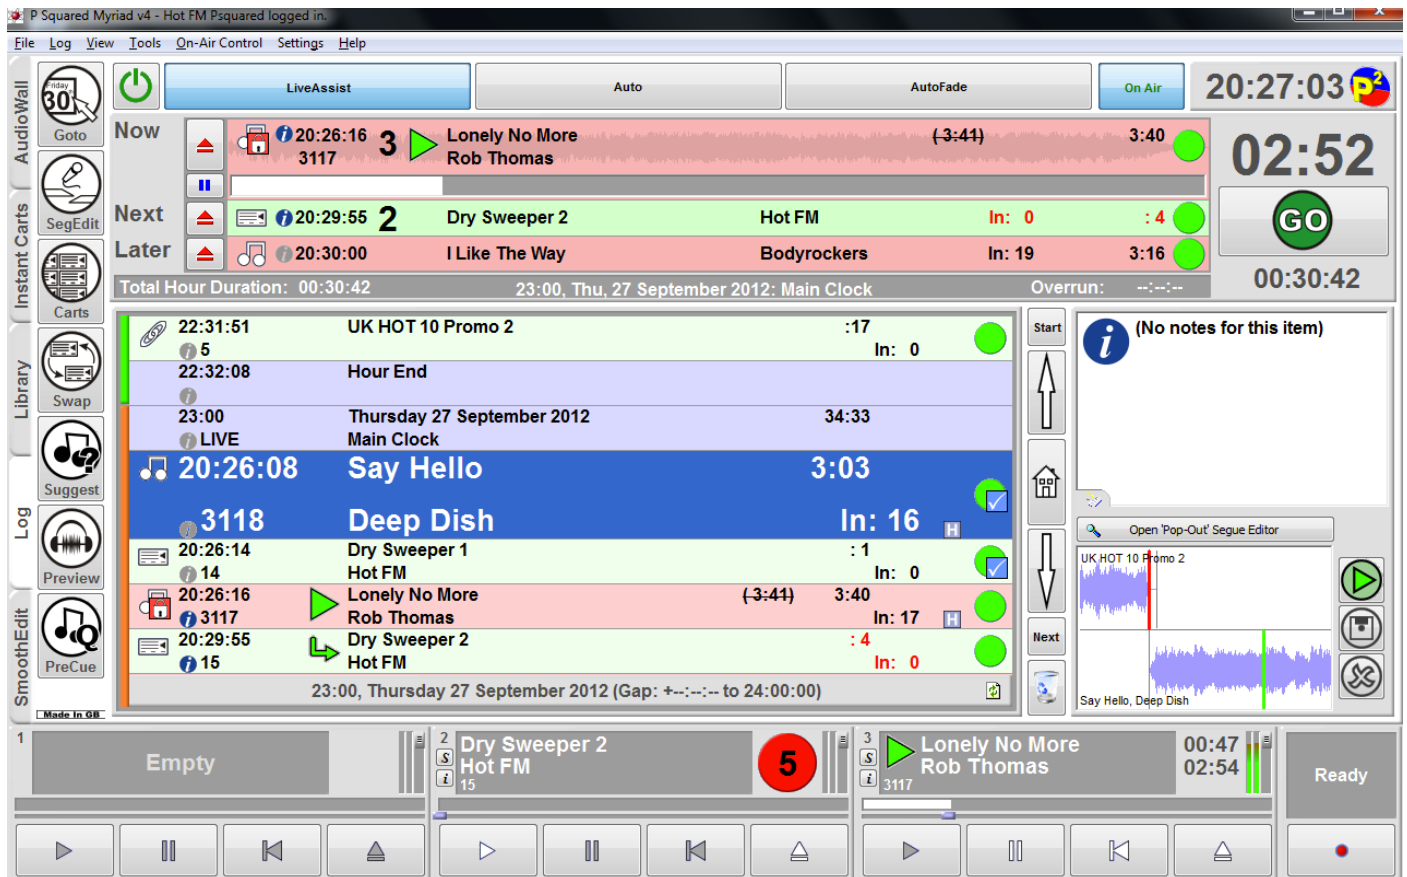 P Squared Myriad v4 - Hot FM Psquared logged in.
File Log View Tools On-Air Control Settings Help
AudioWall
Instant Carts
Library
Log
SmoothEdit
Friday
30
Goto
SegEdit
Carts
Swap
Suggest
Preview
PreCue
Made In GB
LiveAssist Auto AutoFade On Air 20:27:03 P2
Now 20:26:16 3 Lonely No More (3:41) 3:40
3117 Rob Thomas
02:52
Next 20:29:55 2 Dry Sweeper 2 Hot FM In: 0 :4
GO
Later 20:30:00 I Like The Way Bodyrockers In: 19 3:16
00:30:42
Total Hour Duration: 00:30:42 23:00, Thu, 27 September 2012: Main Clock Overrun: --:--:--
22:31:51 UK HOT 10 Promo 2 :17
5 In: 0
22:32:08 Hour End
23:00 Thursday 27 September 2012 34:33
LIVE Main Clock
20:26:08 Say Hello 3:03
3118 Deep Dish In: 16 H
20:26:14 Dry Sweeper 1 :1
14 Hot FM In: 0
20:26:16 Lonely No More (3:41) 3:40
3117 Rob Thomas In: 17 H
20:29:55 Dry Sweeper 2 :4
15 Hot FM In: 0
23:00, Thursday 27 September 2012 (Gap: +--:--:-- to 24:00:00)
Start
Next
(No notes for this item)
Open 'Pop-Out' Segue Editor
UK HOT 10 Promo 2
Say Hello, Deep Dish
1
Empty
2 Dry Sweeper 2
S Hot FM
i 15
5
3 Lonely No More 00:47
S Rob Thomas 02:54
i 3117
Ready